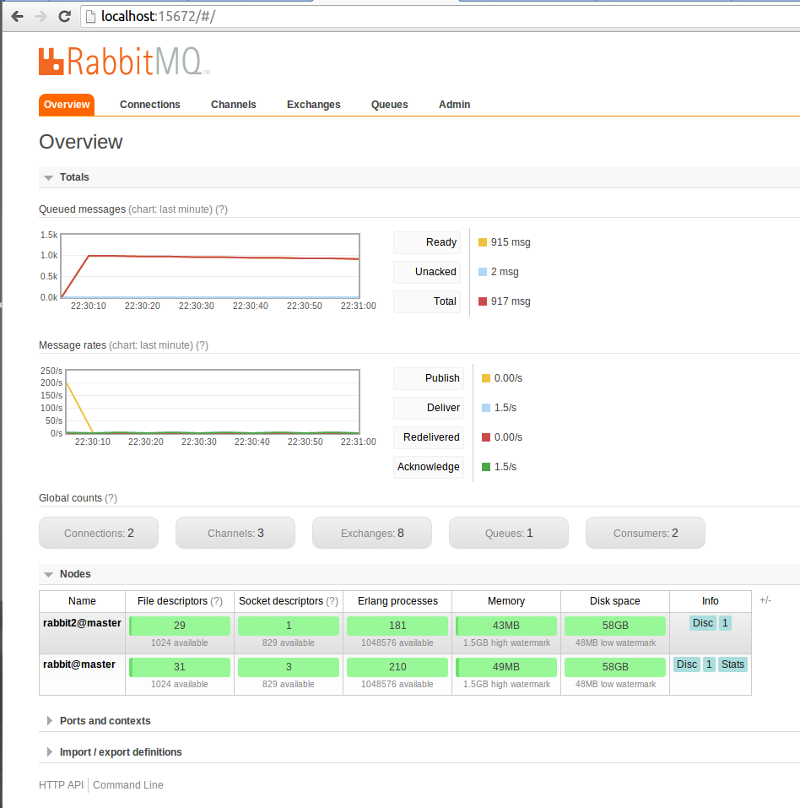 localhost:15672/#/
RabbitMQ™
Overview Connections Channels Exchanges Queues Admin
Overview
Totals
Queued messages (chart: last minute) (?)
1.5k
1.0k
0.5k
0.0k
22:30:10 22:30:20 22:30:30 22:30:40 22:30:50 22:31:00
Ready 915 msg
Unacked 2 msg
Total 917 msg
Message rates (chart: last minute) (?)
250/s
200/s
150/s
100/s
50/s
0/s
22:30:10 22:30:20 22:30:30 22:30:40 22:30:50 22:31:00
Publish 0.00/s
Deliver 1.5/s
Redelivered 0.00/s
Acknowledge 1.5/s
Global counts (?)
Connections: 2 Channels: 3 Exchanges: 8 Queues: 1 Consumers: 2
Nodes
Name File descriptors (?) Socket descriptors (?) Erlang processes Memory Disk space Info +/-
rabbit2@master 29 1 181 43MB 58GB Disc 1
1024 available 829 available 1048576 available 1.5GB high watermark 48MB low watermark
rabbit@master 31 3 210 49MB 58GB Disc 1 Stats
1024 available 829 available 1048576 available 1.5GB high watermark 48MB low watermark
Ports and contexts
Import / export definitions
HTTP API Command Line